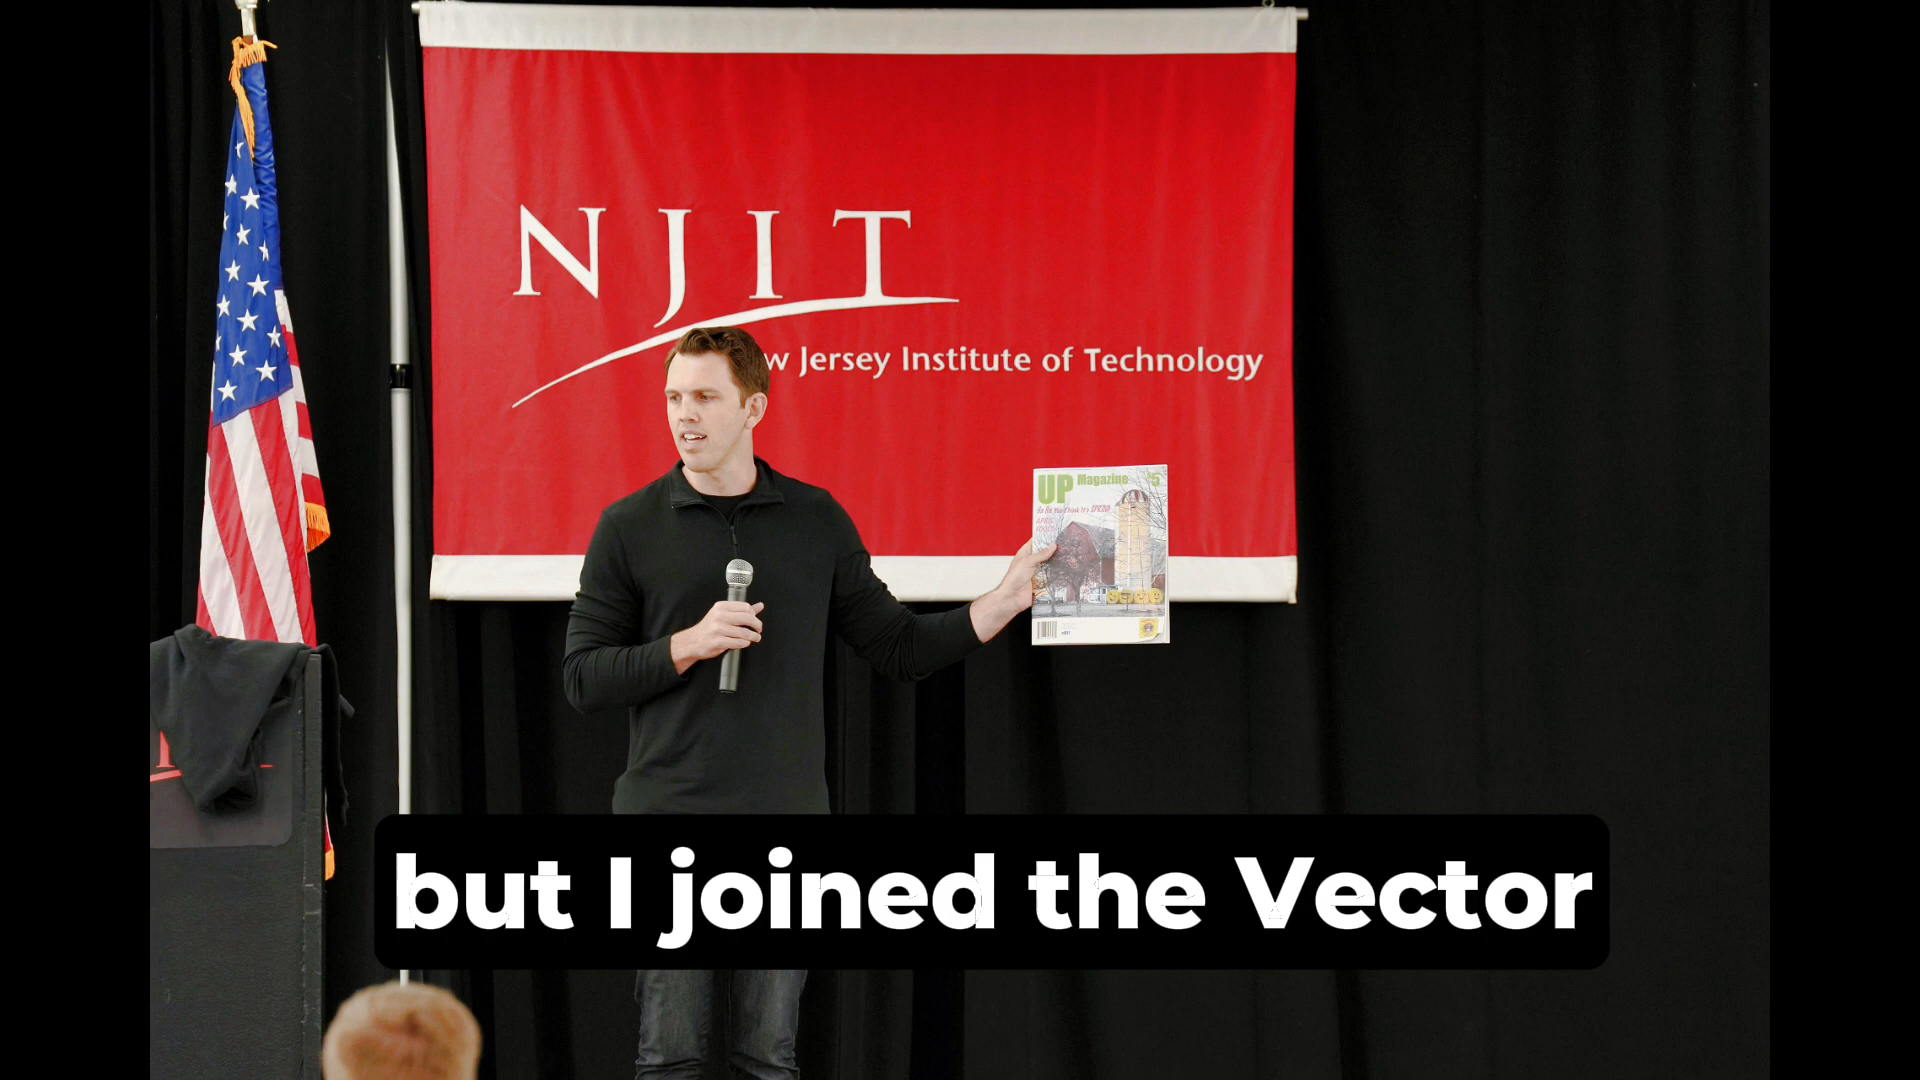 NJIT
w Jersey Institute of Technology
UP Magazine
#5
but I joined the Vector